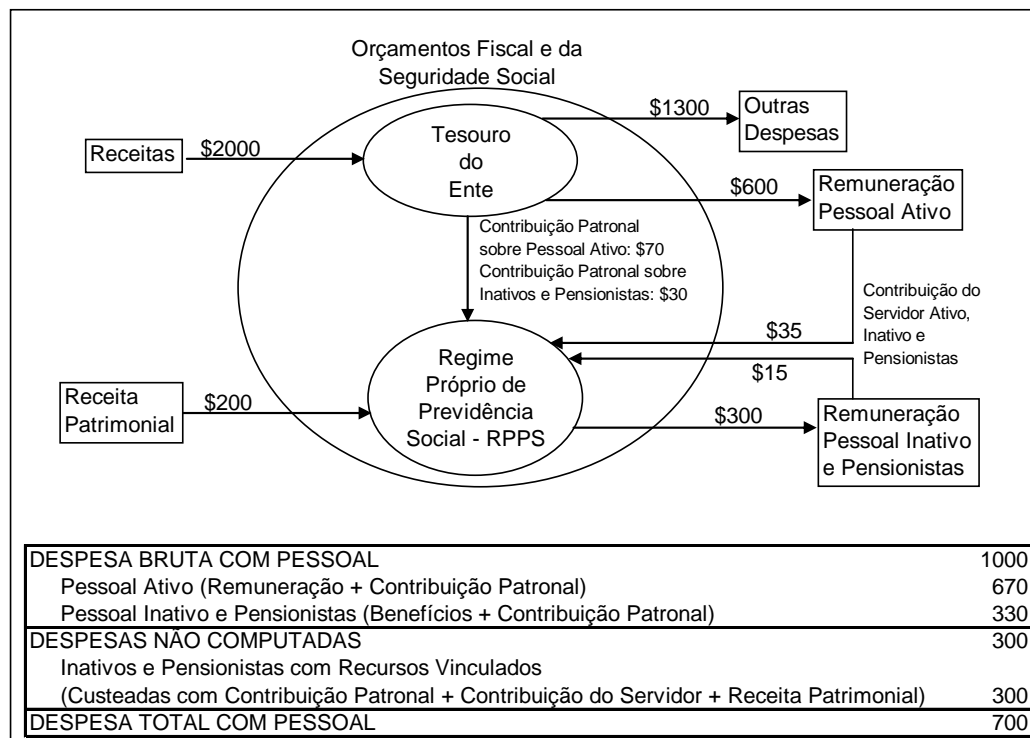 Orçamentos Fiscal e da
Seguridade Social
Receitas
$2000
Tesouro
do
Ente
$1300
Outras
Despesas
$600
Remuneração
Pessoal Ativo
Contribuição Patronal
sobre Pessoal Ativo: $70
Contribuição Patronal sobre
Inativos e Pensionistas: $30
Contribuição do
Servidor Ativo,
Inativo e
Pensionistas
$35
$15
Receita
Patrimonial
$200
Regime
Próprio de
Previdência
Social - RPPS
$300
Remuneração
Pessoal Inativo
e Pensionistas
DESPESA BRUTA COM PESSOAL 1000
Pessoal Ativo (Remuneração + Contribuição Patronal) 670
Pessoal Inativo e Pensionistas (Benefícios + Contribuição Patronal) 330
DESPESAS NÃO COMPUTADAS 300
Inativos e Pensionistas com Recursos Vinculados
(Custeadas com Contribuição Patronal + Contribuição do Servidor + Receita Patrimonial) 300
DESPESA TOTAL COM PESSOAL 700